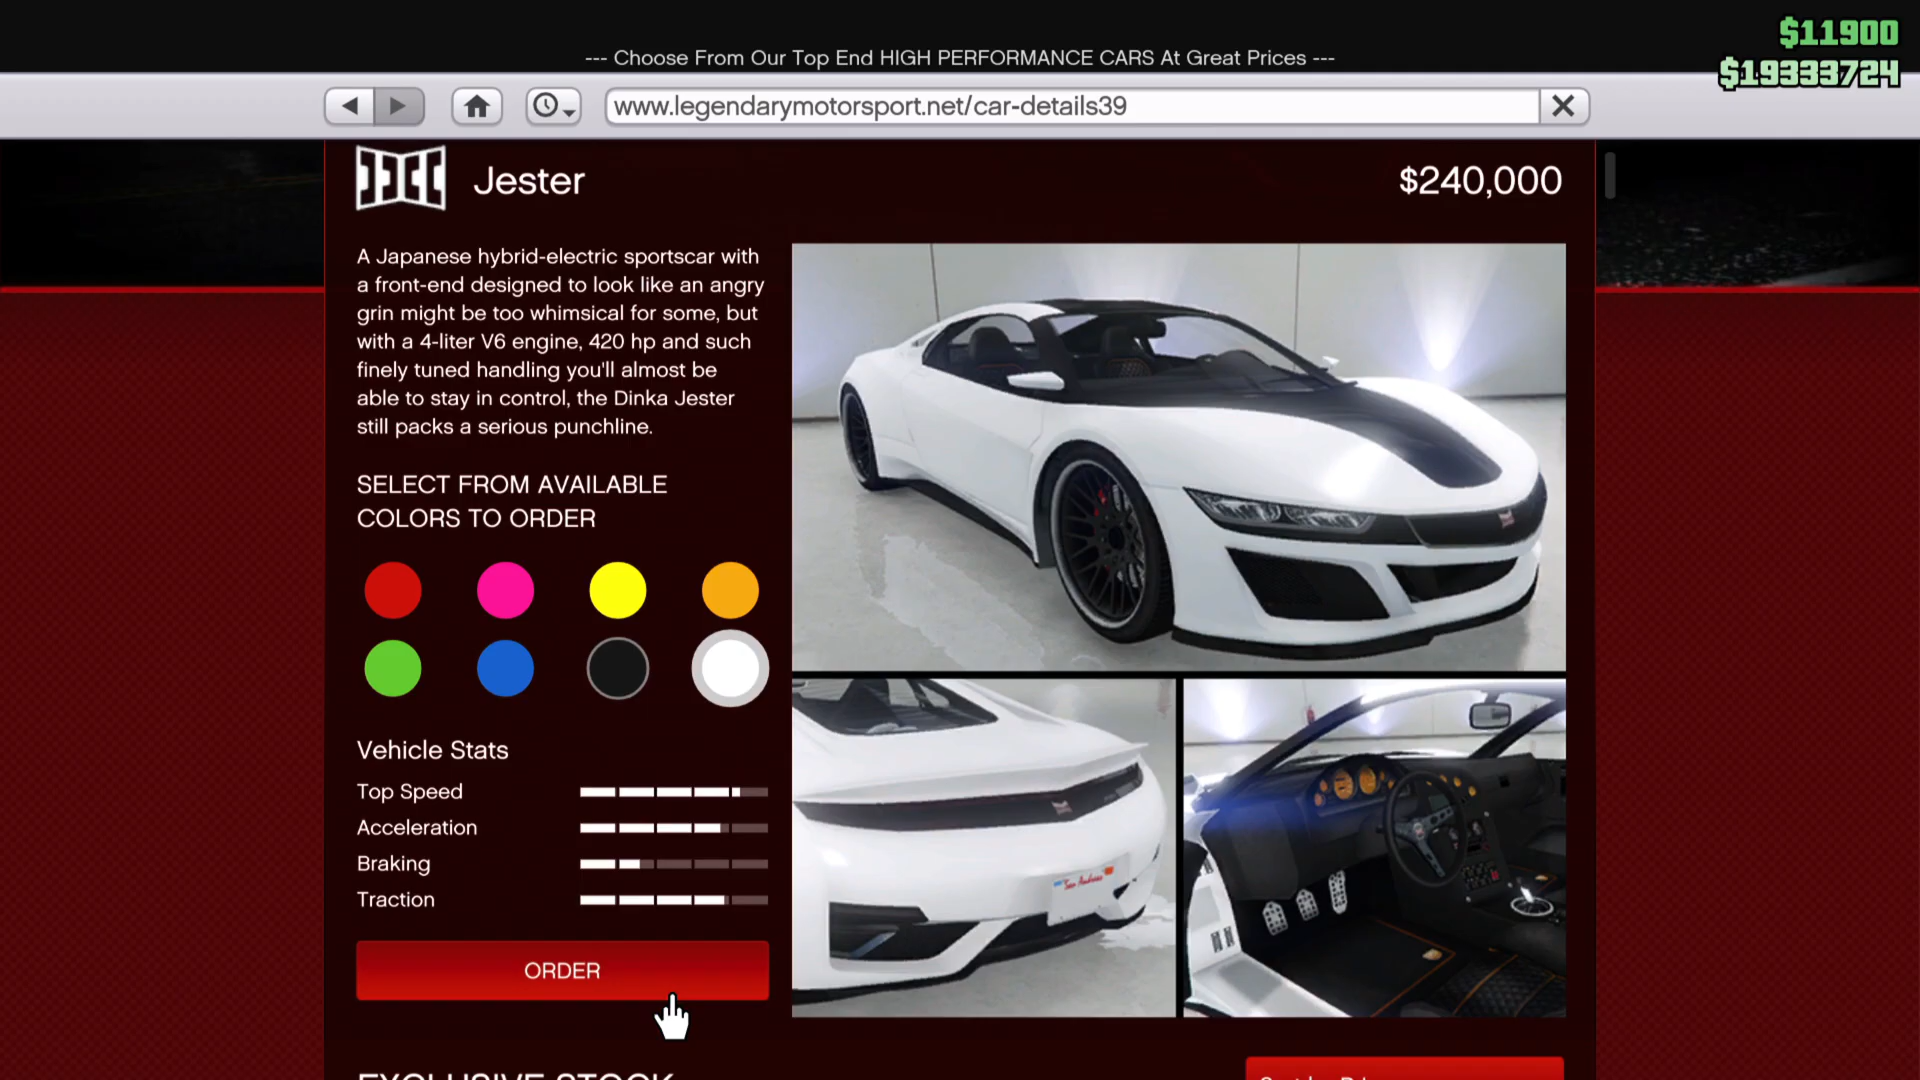 $11900
--- Choose From Our Top End HIGH PERFORMANCE CARS At Great Prices ---
$19333724
www.legendarymotorsport.net/car-details39
Jester
$240,000
A Japanese hybrid-electric sportscar with
a front-end designed to look like an angry
grin might be too whimsical for some, but
with a 4-liter V6 engine, 420 hp and such
finely tuned handling you'll almost be
able to stay in control, the Dinka Jester
still packs a serious punchline.
SELECT FROM AVAILABLE
COLORS TO ORDER
Vehicle Stats
Top Speed
Acceleration
Braking
Traction
San Andreas
ORDER
EXCLUSIVE STOCK